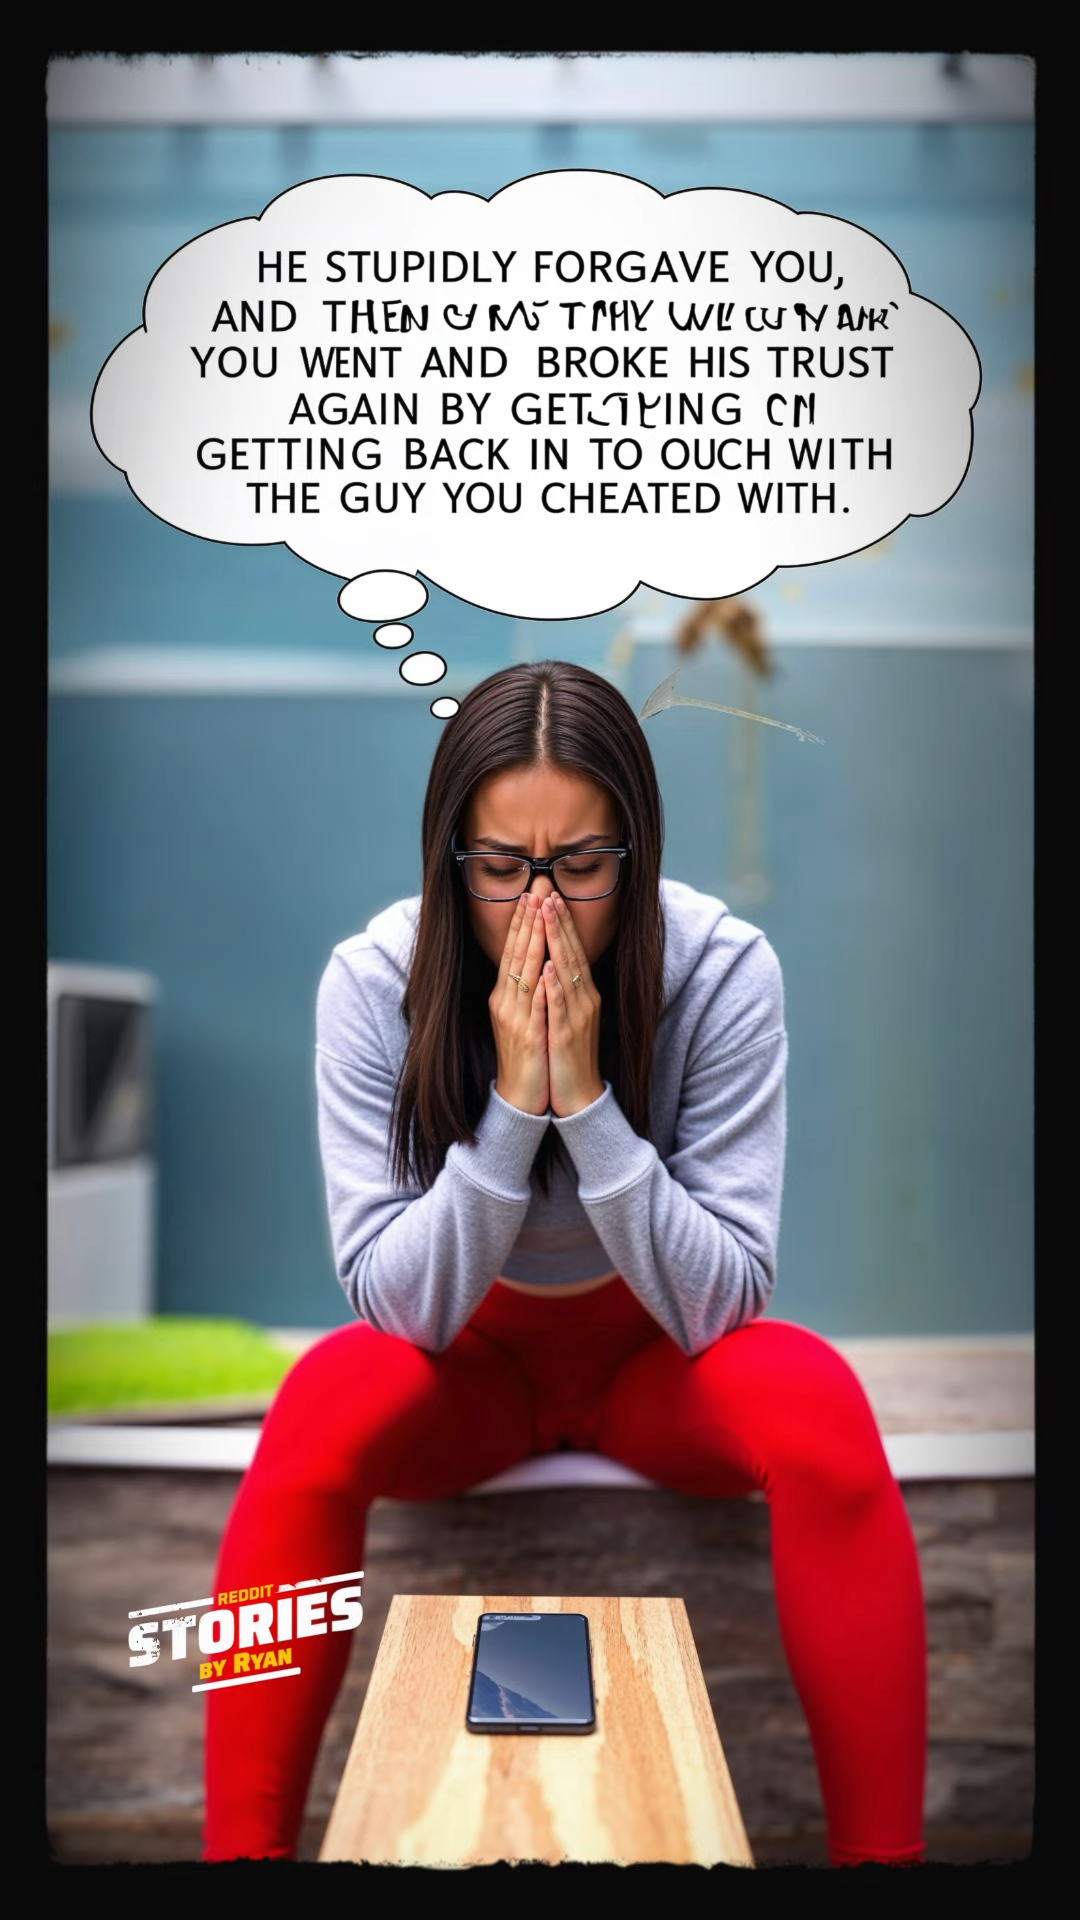 HE STUPIDLY FORGAVE YOU,
AND THEN
YOU WENT AND BROKE HIS TRUST
AGAIN BY
GETTING BACK IN TO OUCH WITH
THE GUY YOU CHEATED WITH.
REDDIT
STORIES
BY RYAN